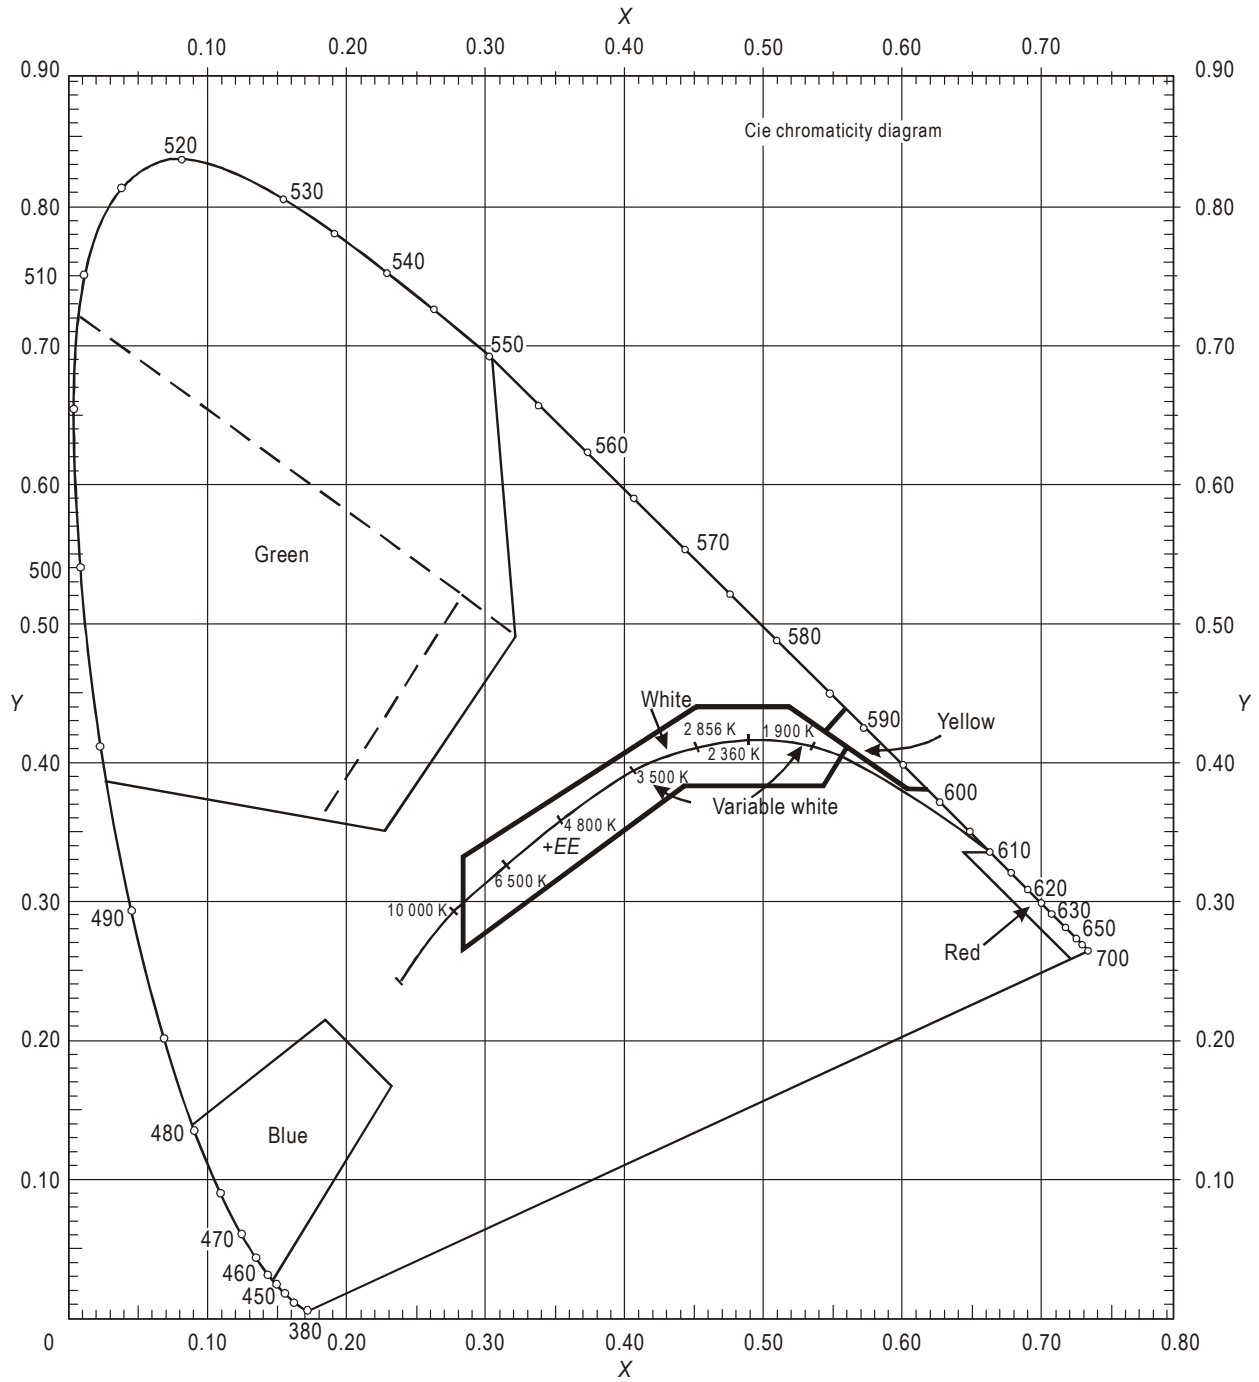 X
0.10 0.20 0.30 0.40 0.50 0.60 0.70
0.90 0.90
Cie chromaticity diagram
520
530
0.80 0.80
540
510
550
0.70 0.70
560
0.60 0.60
570
Green
500
0.50 0.50
580
White
Y Y
590
Yellow
2 856 K 1 900 K
2 360 K
0.40 0.40
3 500 K
600
Variable white
4 800 K
+EE
610
6 500 K
620
10 000 K
0.30 0.30
630
490
650
Red
700
0.20 0.20
480
Blue
0.10 0.10
470
460
450
380
0 0.10 0.20 0.30 0.40 0.50 0.60 0.70 0.80
X